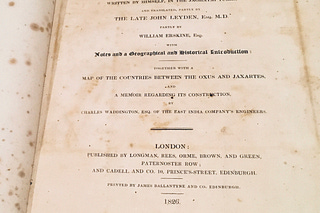 WRITTEN BY HIMSELF, IN THE JAGHATAI TURKI,
AND TRANSLATED, PARTLY BY
THE LATE JOHN LEYDEN, Esq. M.D.
PARTLY BY
WILLIAM ERSKINE, Esq.
WITH
Notes and a Geographical and Historical Introduction:
TOGETHER WITH A
MAP OF THE COUNTRIES BETWEEN THE OXUS AND JAXARTES,
AND
A MEMOIR REGARDING ITS CONSTRUCTION,
BY
CHARLES WADDINGTON, ESQ. OF THE EAST INDIA COMPANY'S ENGINEERS.
LONDON:
PUBLISHED BY LONGMAN, REES, ORME, BROWN, AND GREEN,
PATERNOSTER ROW;
AND CADELL AND CO. 10, PRINCE'S-STREET, EDINBURGH.
PRINTED BY JAMES BALLANTYNE AND CO. EDINBURGH.
1826.